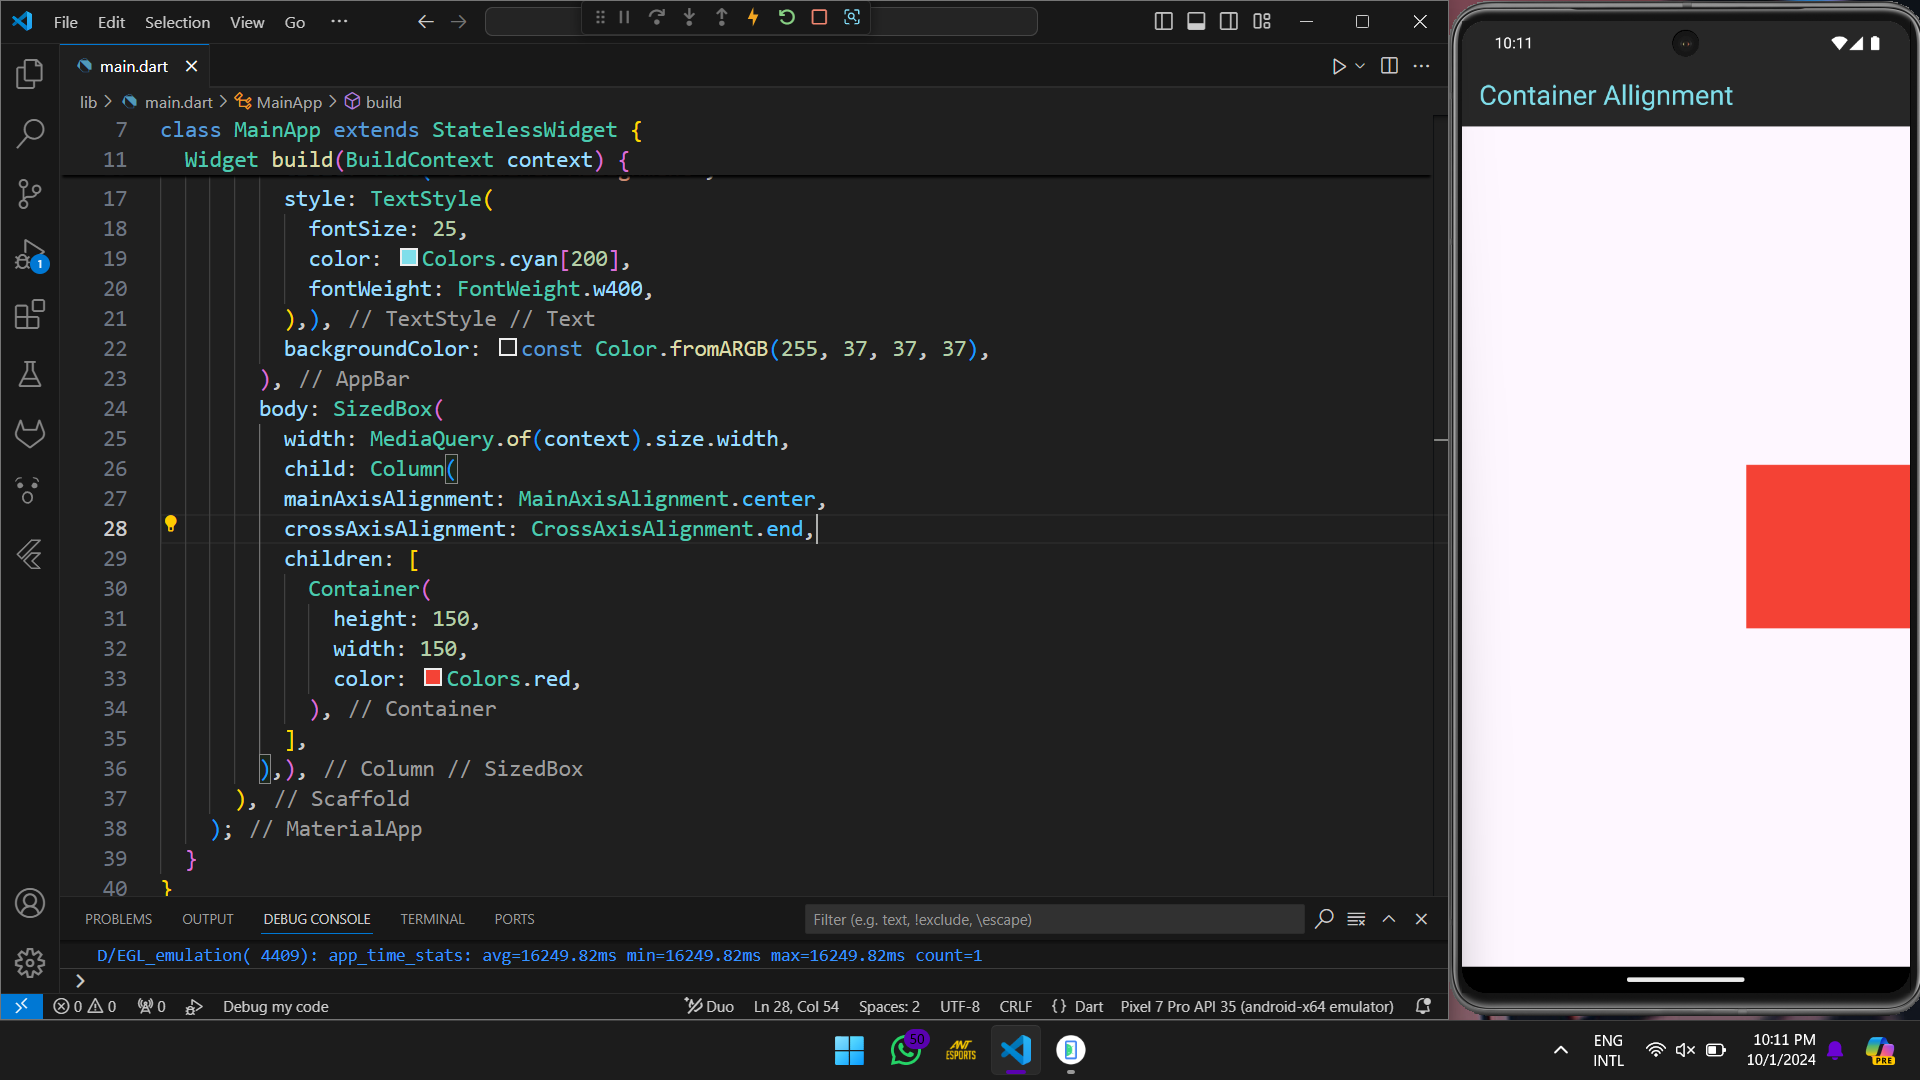 File Edit Selection View Go ···
main.dart
lib > main.dart > MainApp > build
7 class MainApp extends StatelessWidget {
11 Widget build(BuildContext context) {
17 style: TextStyle(
18 fontSize: 25,
19 color: Colors.cyan[200],
20 fontWeight: FontWeight.w400,
21 ),), // TextStyle // Text
22 backgroundColor: const Color.fromARGB(255, 37, 37, 37),
23 ), // AppBar
24 body: SizedBox(
25 width: MediaQuery.of(context).size.width,
26 child: Column(
27 mainAxisAlignment: MainAxisAlignment.center,
28 crossAxisAlignment: CrossAxisAlignment.end,
29 children: [
30 Container(
31 height: 150,
32 width: 150,
33 color: Colors.red,
34 ), // Container
35 ],
36 ),), // Column // SizedBox
37 ), // Scaffold
38 ); // MaterialApp
39 }
40 }
1
PROBLEMS OUTPUT DEBUG CONSOLE TERMINAL PORTS
Filter (e.g. text, !exclude, \escape)
D/EGL_emulation( 4409): app_time_stats: avg=16249.82ms min=16249.82ms max=16249.82ms count=1
>
0 0 0 Debug my code Duo Ln 28, Col 54 Spaces: 2 UTF-8 CRLF {} Dart Pixel 7 Pro API 35 (android-x64 emulator)
10:11
Container Allignment
50
ANT ESPORTS
ENG
INTL
10:11 PM
10/1/2024
PRE